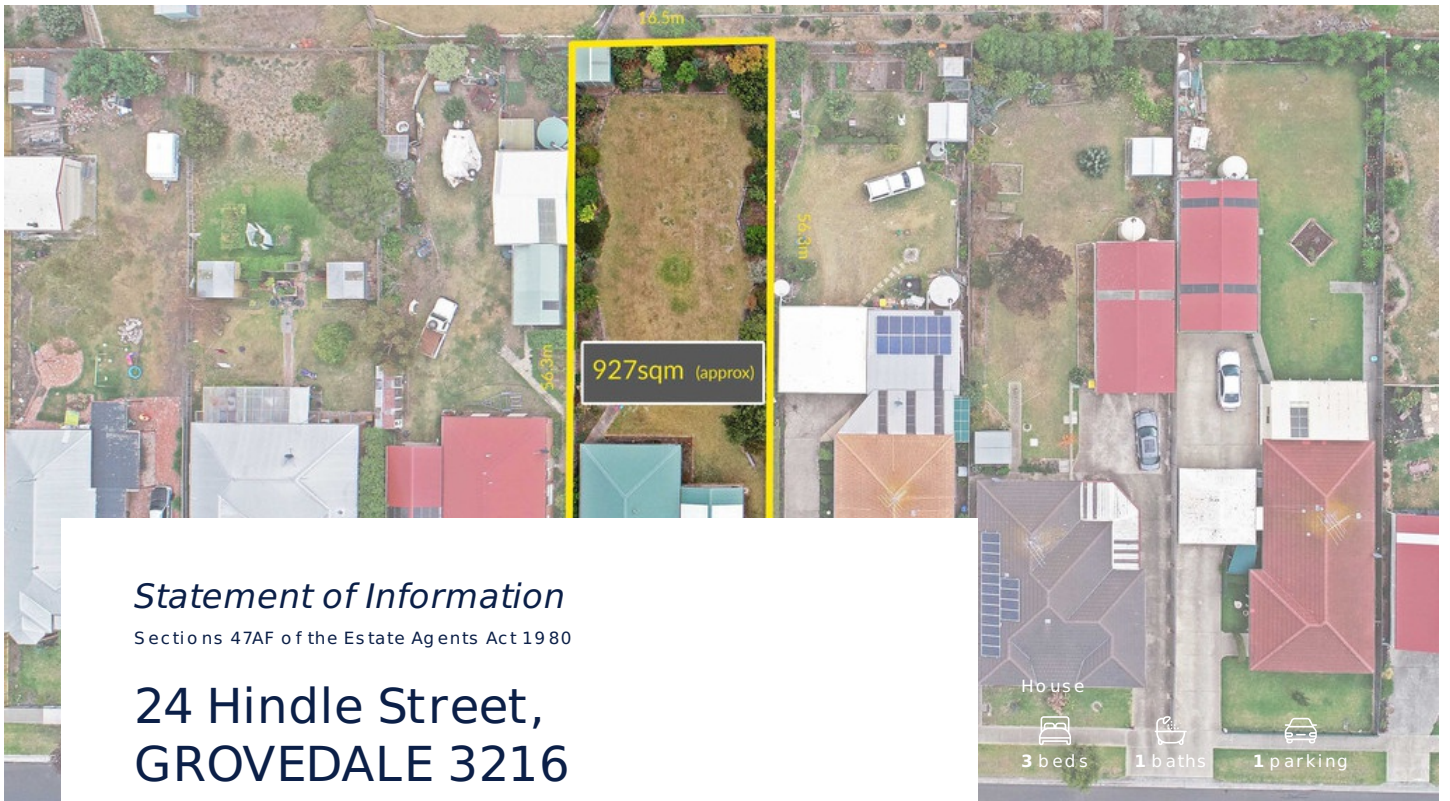 16.5m
56.3m
56.3m
927sqm (approx)
Statement of Information
Sections 47AF of the Estate Agents Act 1980
24 Hindle Street,
GROVEDALE 3216
House
3 beds
1 baths
1 parking